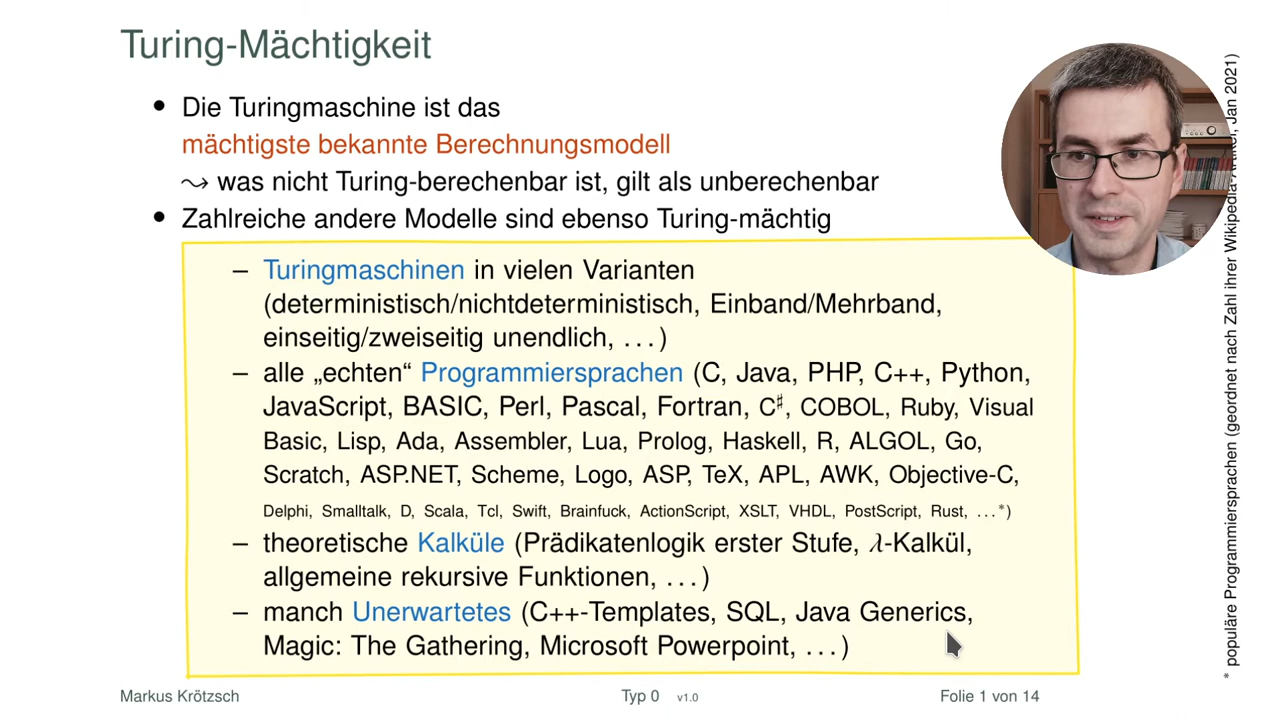 Turing-Mächtigkeit
• Die Turingmaschine ist das
mächtigste bekannte Berechnungsmodell
⤳ was nicht Turing-berechenbar ist, gilt als unberechenbar
• Zahlreiche andere Modelle sind ebenso Turing-mächtig
– Turingmaschinen in vielen Varianten
(deterministisch/nichtdeterministisch, Einband/Mehrband,
einseitig/zweiseitig unendlich, . . . )
– alle „echten“ Programmiersprachen (C, Java, PHP, C++, Python,
JavaScript, BASIC, Perl, Pascal, Fortran, C♯, COBOL, Ruby, Visual
Basic, Lisp, Ada, Assembler, Lua, Prolog, Haskell, R, ALGOL, Go,
Scratch, ASP.NET, Scheme, Logo, ASP, TeX, APL, AWK, Objective-C,
Delphi, Smalltalk, D, Scala, Tcl, Swift, Brainfuck, ActionScript, XSLT, VHDL, PostScript, Rust, . . .*)
– theoretische Kalküle (Prädikatenlogik erster Stufe, λ-Kalkül,
allgemeine rekursive Funktionen, . . . )
– manch Unerwartetes (C++-Templates, SQL, Java Generics,
Magic: The Gathering, Microsoft Powerpoint, . . . )
* populäre Programmiersprachen (geordnet nach Zahl ihrer Wikipedia-Artikel, Jan 2021)
Markus Krötzsch
Typ 0 v1.0
Folie 1 von 14